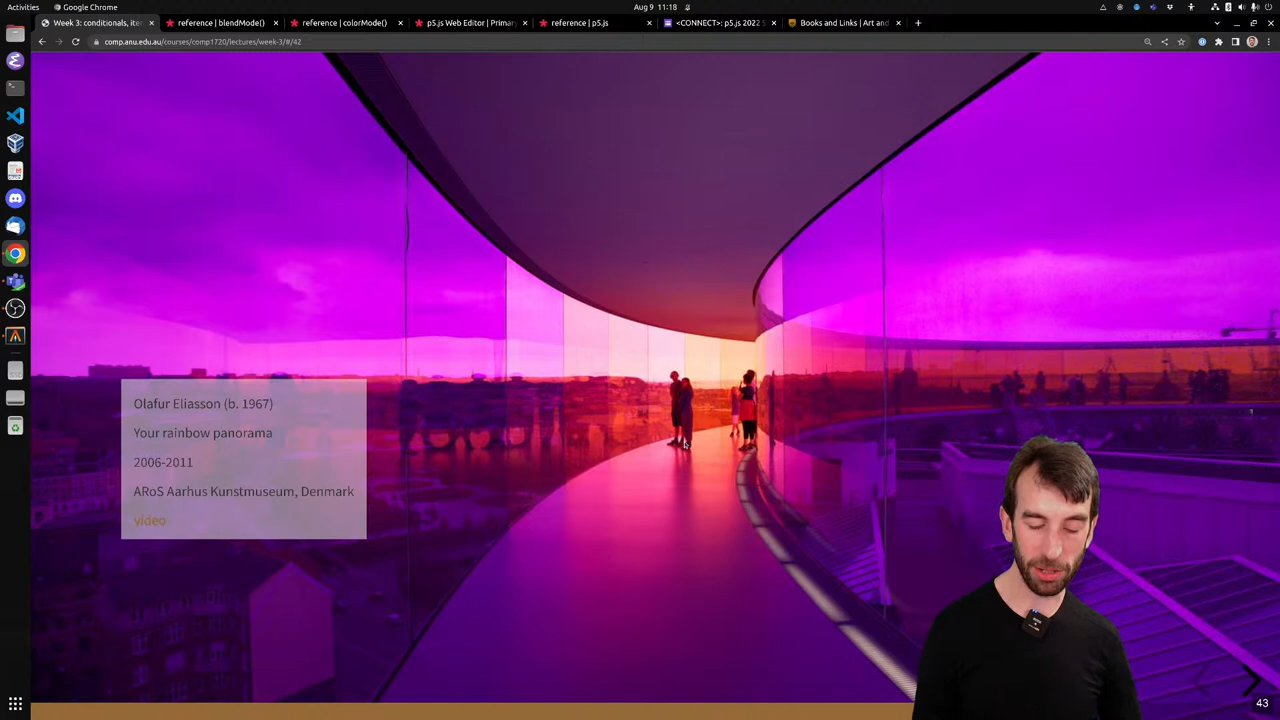 Activities
Google Chrome
Aug 9 11:18
Week 3: conditionals, ite
reference | blendMode()
reference | colorMode()
p5.js Web Editor | Primary
reference | p5.js
<CONNECT>: p5.js 2022 S
Books and Links | Art and
comp.anu.edu.au/courses/comp1720/lectures/week-3/#/42
Olafur Eliasson (b. 1967)
Your rainbow panorama
2006-2011
ARoS Aarhus Kunstmuseum, Denmark
video
43